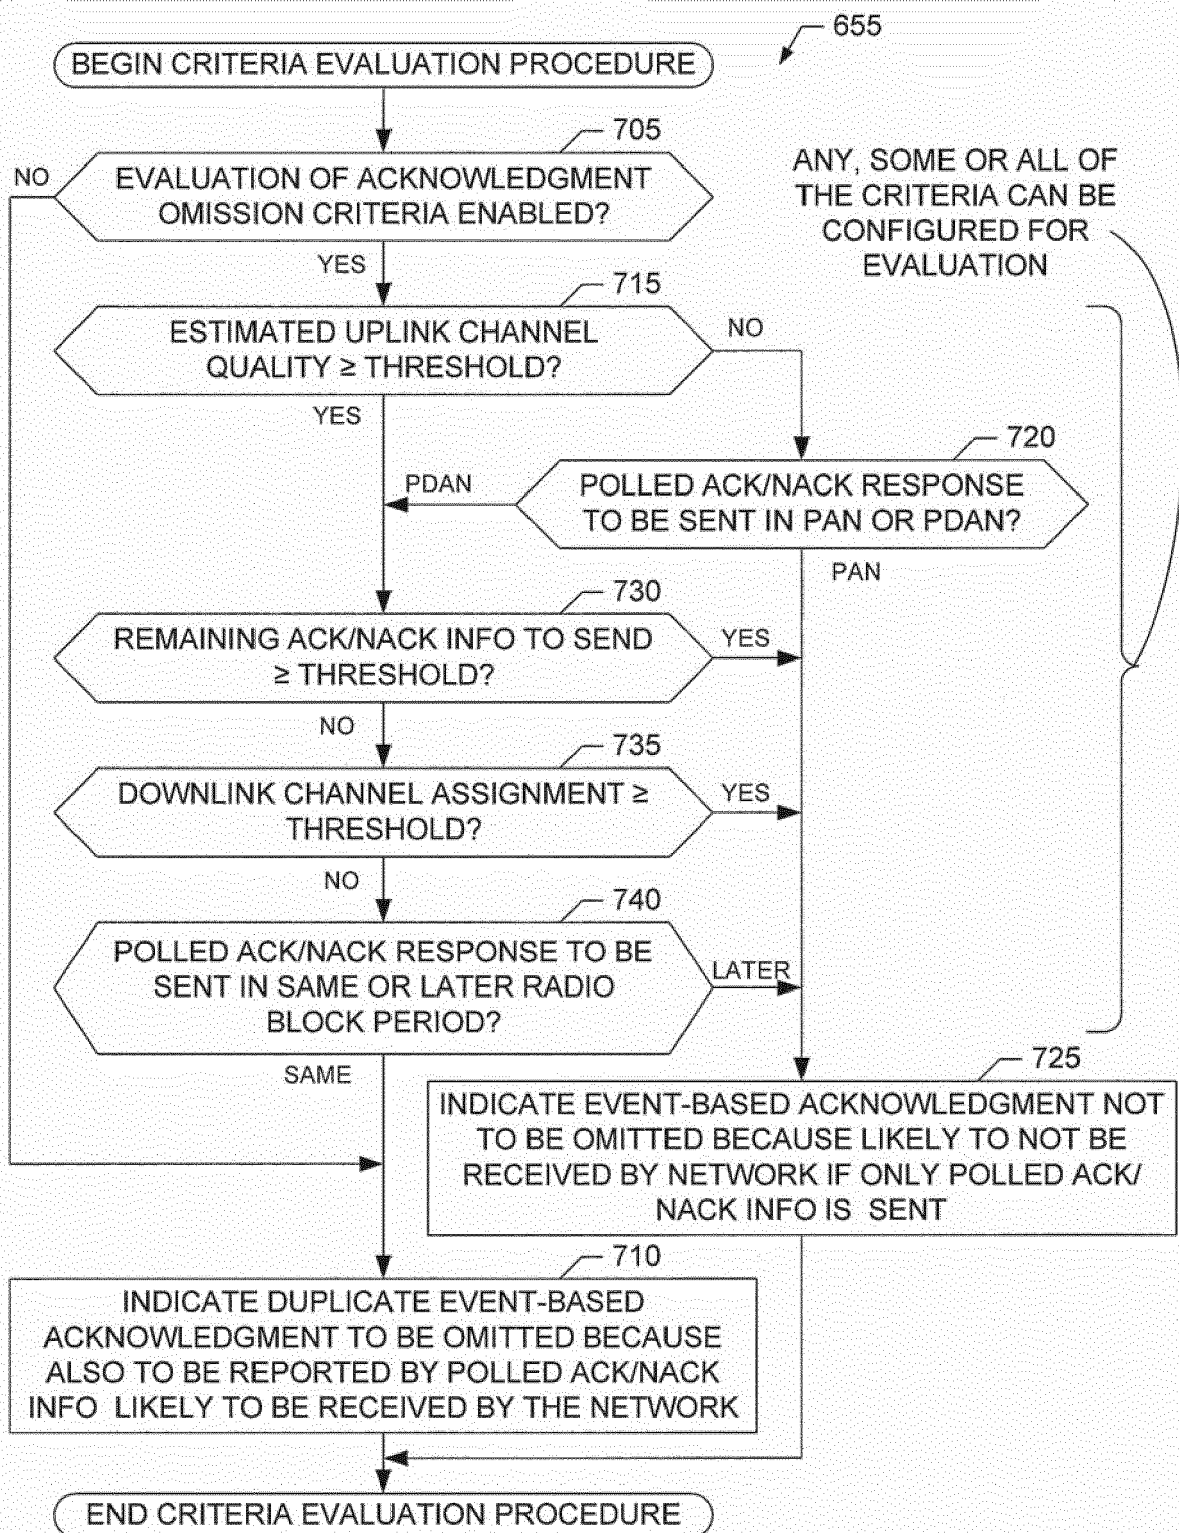 655
BEGIN CRITERIA EVALUATION PROCEDURE
705
NO
EVALUATION OF ACKNOWLEDGMENT
OMISSION CRITERIA ENABLED?
ANY, SOME OR ALL OF
THE CRITERIA CAN BE
CONFIGURED FOR
EVALUATION
YES
715
ESTIMATED UPLINK CHANNEL
QUALITY ≥ THRESHOLD?
NO
YES
720
PDAN
POLLED ACK/NACK RESPONSE
TO BE SENT IN PAN OR PDAN?
PAN
730
REMAINING ACK/NACK INFO TO SEND
≥ THRESHOLD?
YES
NO
735
DOWNLINK CHANNEL ASSIGNMENT ≥
THRESHOLD?
YES
NO
740
POLLED ACK/NACK RESPONSE TO BE
SENT IN SAME OR LATER RADIO
BLOCK PERIOD?
LATER
SAME
725
INDICATE EVENT-BASED ACKNOWLEDGMENT NOT
TO BE OMITTED BECAUSE LIKELY TO NOT BE
RECEIVED BY NETWORK IF ONLY POLLED ACK/
NACK INFO IS SENT
710
INDICATE DUPLICATE EVENT-BASED
ACKNOWLEDGMENT TO BE OMITTED BECAUSE
ALSO TO BE REPORTED BY POLLED ACK/NACK
INFO LIKELY TO BE RECEIVED BY THE NETWORK
END CRITERIA EVALUATION PROCEDURE